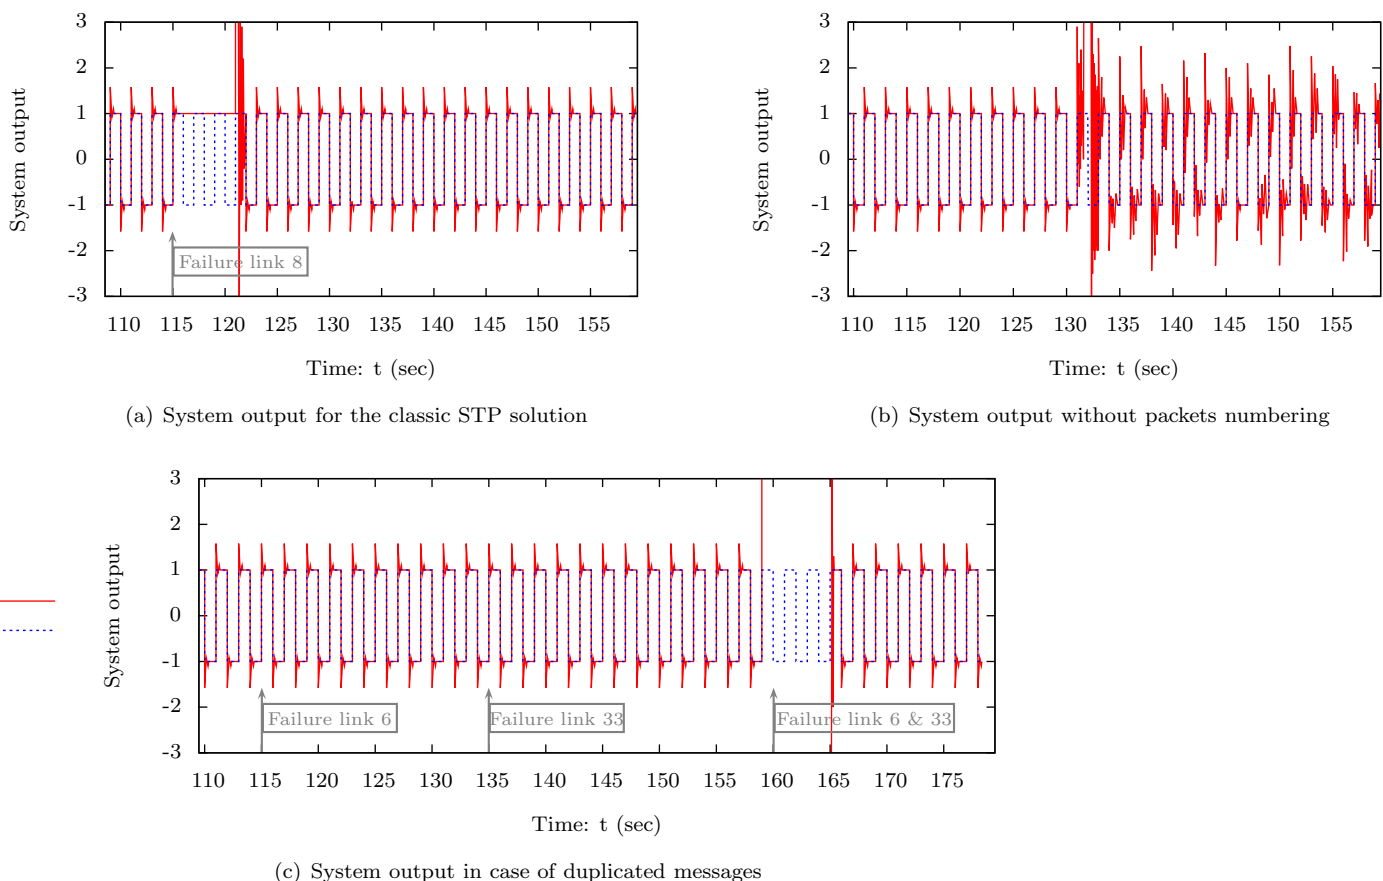 3
2
1
0
-1
-2
-3
System output
Failure link 8
110 115 120 125 130 135 140 145 150 155
Time: t (sec)
(a) System output for the classic STP solution
3
2
1
0
-1
-2
-3
System output
110 115 120 125 130 135 140 145 150 155
Time: t (sec)
(b) System output without packets numbering
3
2
1
0
-1
-2
-3
System output
Failure link 6
Failure link 33
Failure link 6 & 33
110 115 120 125 130 135 140 145 150 155 160 165 170 175
Time: t (sec)
(c) System output in case of duplicated messages